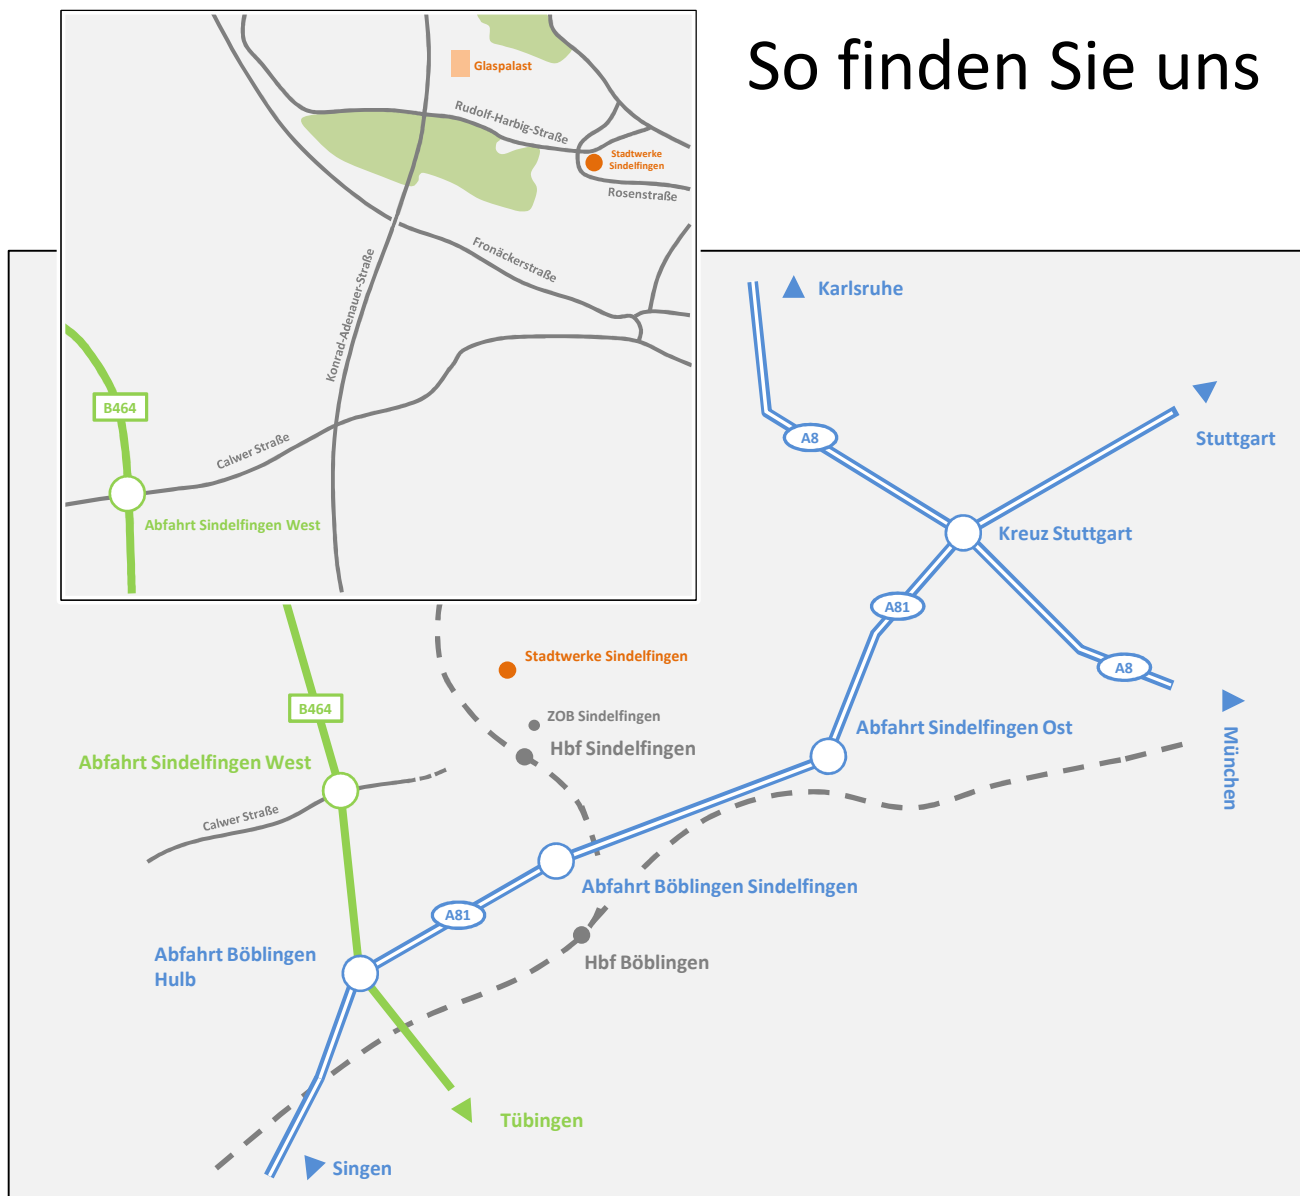 So finden Sie uns
Glaspalast
Rudolf-Harbig-Straße
Stadtwerke
Sindelfingen
Rosenstraße
Fronäckerstraße
Konrad-Adenauer-Straße
B464
Calwer Straße
Abfahrt Sindelfingen West
Karlsruhe
A8
Stuttgart
Kreuz Stuttgart
A81
A8
München
Stadtwerke Sindelfingen
B464
ZOB Sindelfingen
Hbf Sindelfingen
Abfahrt Sindelfingen Ost
Abfahrt Sindelfingen West
Calwer Straße
Abfahrt Böblingen Sindelfingen
A81
Abfahrt Böblingen
Hulb
Hbf Böblingen
Tübingen
Singen